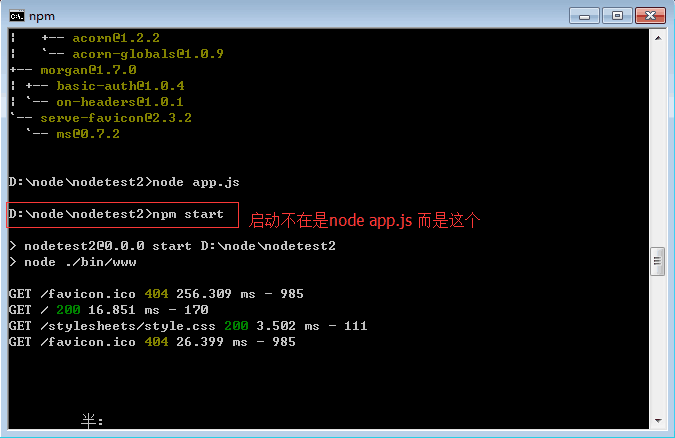 npm
¦   +-- acorn@1.2.2
¦   `-- acorn-globals@1.0.9
+-- morgan@1.7.0
¦ +-- basic-auth@1.0.4
¦ `-- on-headers@1.0.1
`-- serve-favicon@2.3.2
  `-- ms@0.7.2
D:\node\nodetest2>node app.js
D:\node\nodetest2>npm start 启动不在是node app.js 而是这个
> nodetest2@0.0.0 start D:\node\nodetest2
> node ./bin/www
GET /favicon.ico 404 256.309 ms - 985
GET / 200 16.851 ms - 170
GET /stylesheets/style.css 200 3.502 ms - 111
GET /favicon.ico 404 26.399 ms - 985
半: